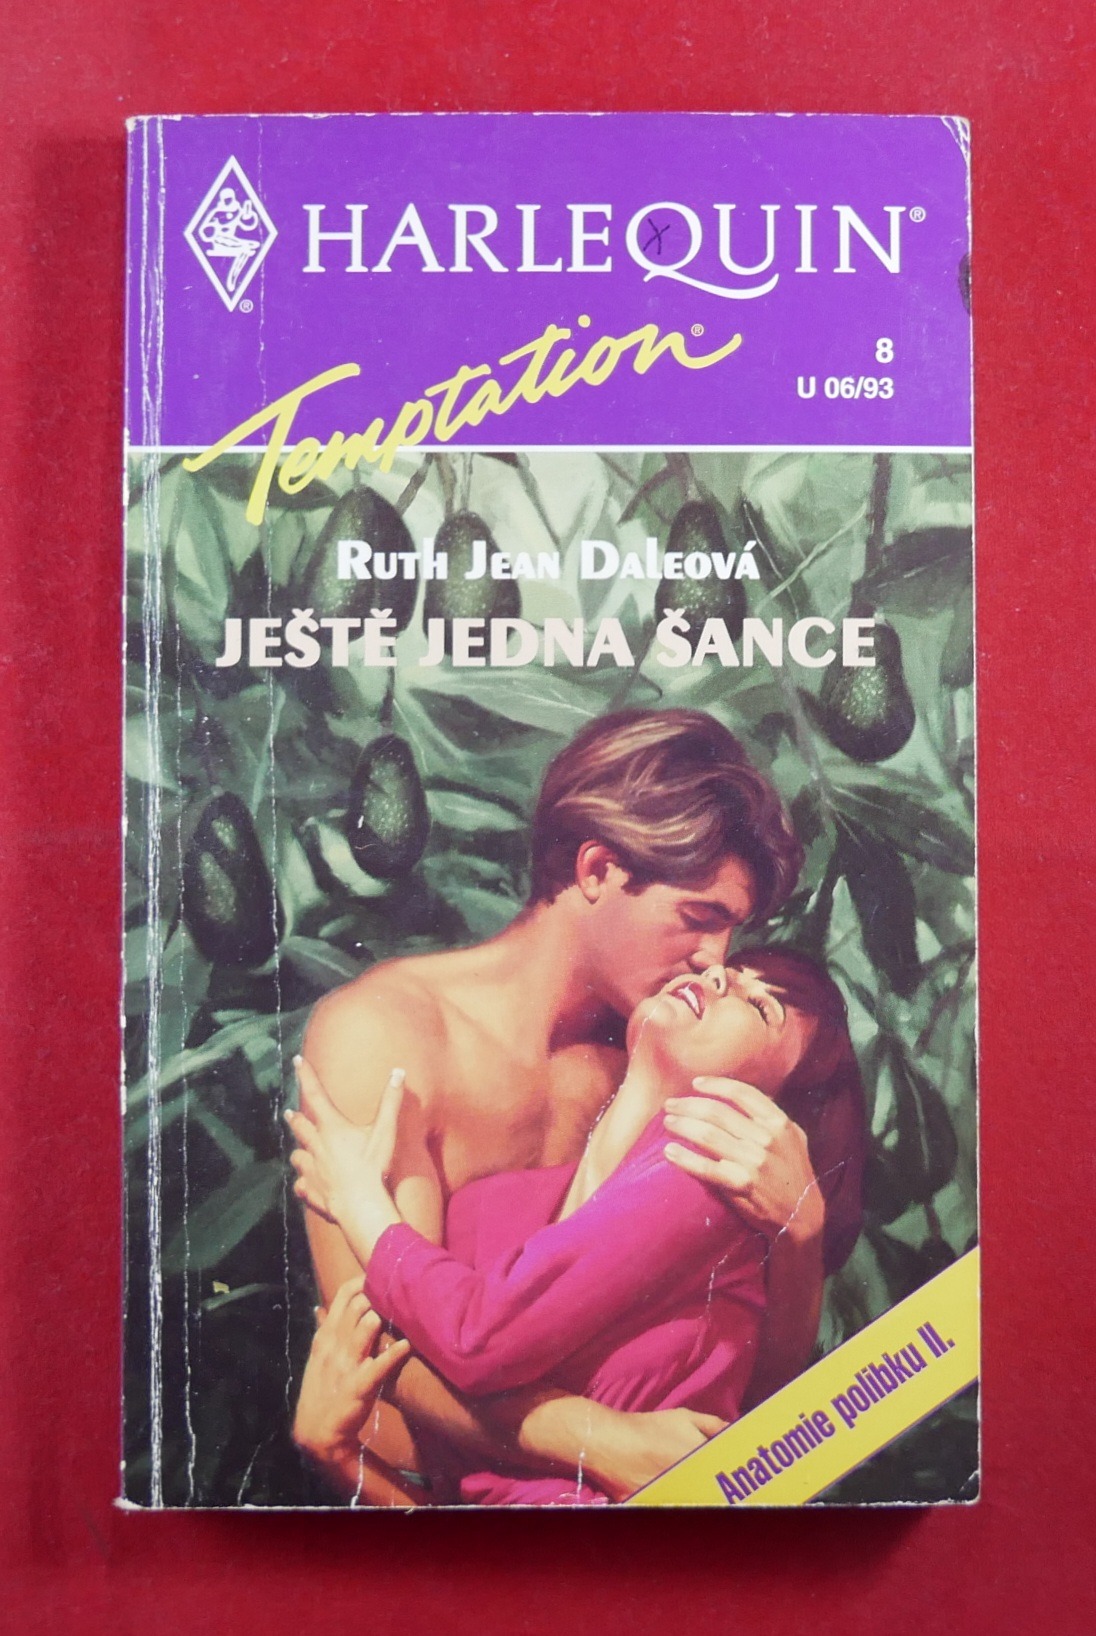 HARLEQUIN®
Temptation®
8
U 06/93
Ruth Jean Daleová
JEŠTĚ JEDNA ŠANCE
Anatomie polibku II.